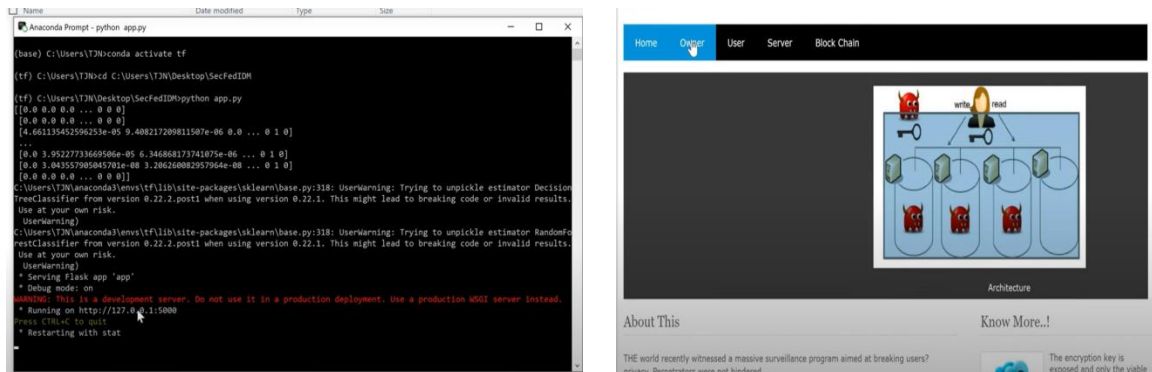 Name Date modified Type Size
Anaconda Prompt - python app.py
(base) C:\Users\TJN>conda activate tf
(tf) C:\Users\TJN>cd C:\Users\TJN\Desktop\SecFedIDM
(tf) C:\Users\TJN\Desktop\SecFedIDM>python app.py
[[0.0 0.0 0.0 ... 0 0 0]
[0.0 0.0 0.0 ... 0 0 0]
[4.661135452596253e-05 9.408217209811507e-06 0.0 ... 0 1 0]
...
[0.0 3.95227733669506e-05 6.346868173741075e-06 ... 0 1 0]
[0.0 3.043557905045701e-08 3.206260082957964e-08 ... 0 1 0]
[0.0 0.0 0.0 ... 0 0 0]]
C:\Users\TJN\anaconda3\envs\tf\lib\site-packages\sklearn\base.py:318: UserWarning: Trying to unpickle estimator Decision
TreeClassifier from version 0.22.2.post1 when using version 0.22.1. This might lead to breaking code or invalid results.
Use at your own risk.
UserWarning)
C:\Users\TJN\anaconda3\envs\tf\lib\site-packages\sklearn\base.py:318: UserWarning: Trying to unpickle estimator RandomFo
restClassifier from version 0.22.2.post1 when using version 0.22.1. This might lead to breaking code or invalid results.
Use at your own risk.
UserWarning)
* Serving Flask app 'app'
* Debug mode: on
WARNING: This is a development server. Do not use it in a production deployment. Use a production WSGI server instead.
* Running on http://127.0.0.1:5000
Press CTRL+C to quit
* Restarting with stat
Home Owner User Server Block Chain
write read
Architecture
About This
Know More..!
THE world recently witnessed a massive surveillance program aimed at breaking users?
privacy. Perpetrators were not hindered
The encryption key is
exposed and only the viable